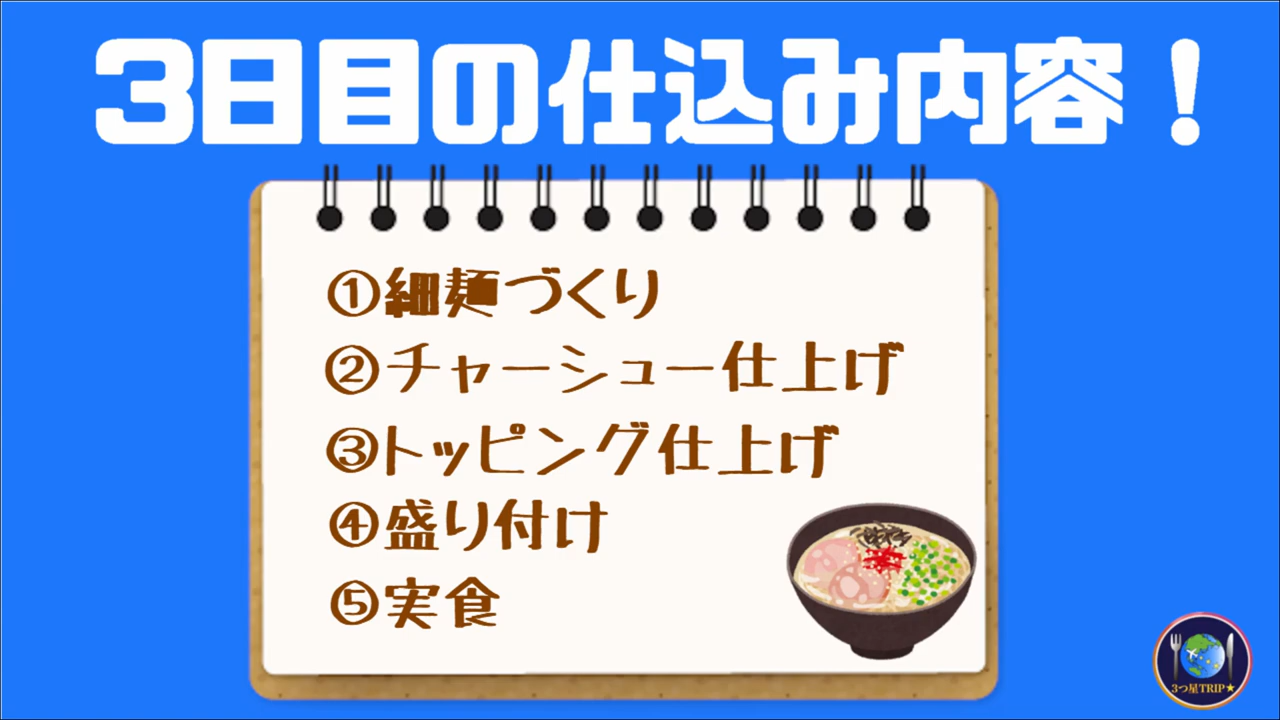 3日目の仕込み内容！
①細麺づくり
②チャーシュー仕上げ
③トッピング仕上げ
④盛り付け
⑤実食
3つ星TRIP★